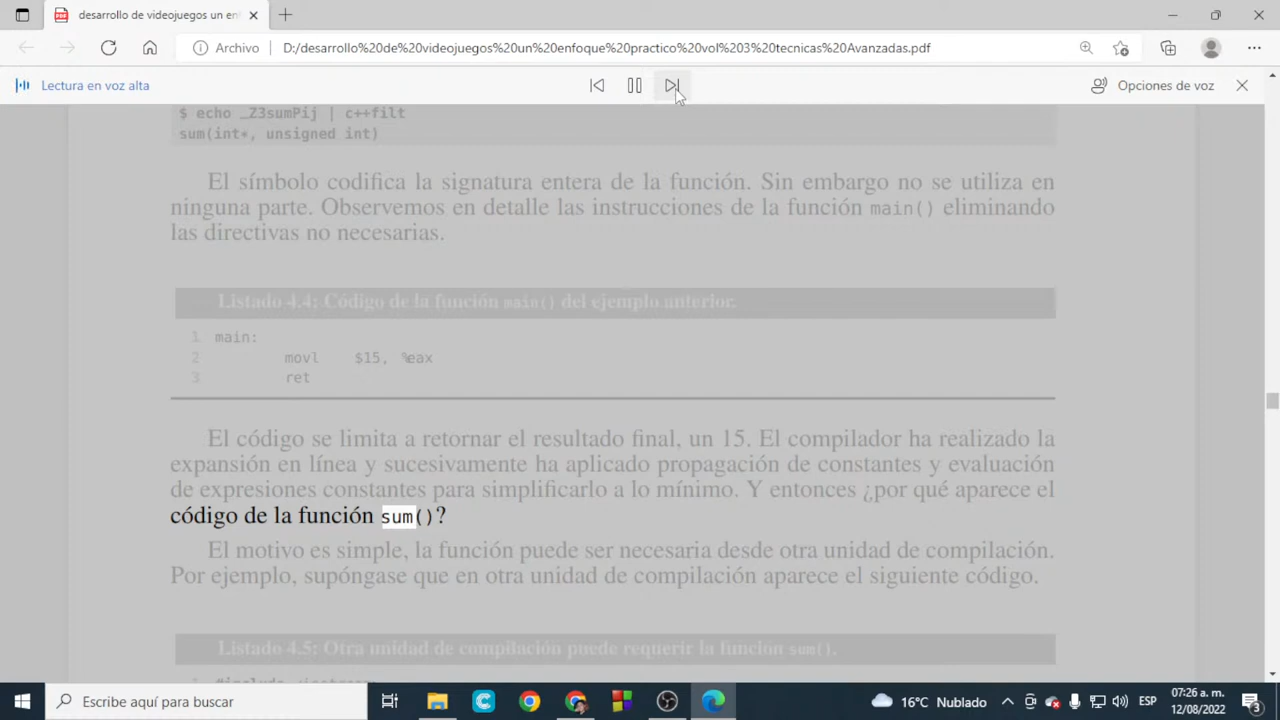 desarrollo de videojuegos un en
Archivo
D:/desarrollo%20de%20videojuegos%20un%20enfoque%20practico%20vol%203%20tecnicas%20Avanzadas.pdf
Lectura en voz alta
Opciones de voz
$ echo _Z3sumPij | c++filt
sum(int*, unsigned int)
El símbolo codifica la signatura entera de la función. Sin embargo no se utiliza en
ninguna parte. Observemos en detalle las instrucciones de la función main() eliminando
las directivas no necesarias.
Listado 4.4: Código de la función main() del ejemplo anterior.
1 main:
2 movl $15, %eax
3 ret
El código se limita a retornar el resultado final, un 15. El compilador ha realizado la
expansión en línea y sucesivamente ha aplicado propagación de constantes y evaluación
de expresiones constantes para simplificarlo a lo mínimo. Y entonces ¿por qué aparece el
código de la función sum()?
El motivo es simple, la función puede ser necesaria desde otra unidad de compilación.
Por ejemplo, supóngase que en otra unidad de compilación aparece el siguiente código.
Listado 4.5: Otra unidad de compilación puede requerir la función sum().
Escribe aquí para buscar
16°C Nublado
ESP
07:26 a. m.
12/08/2022
3